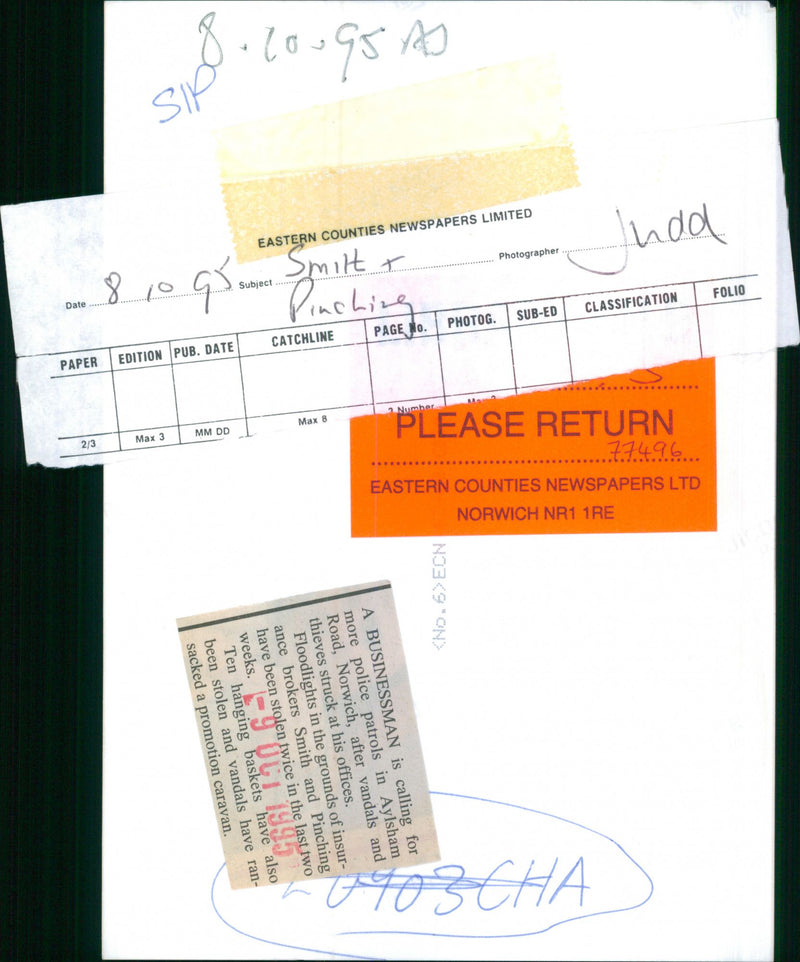 8.10.95 AJ
SIP
EASTERN COUNTIES NEWSPAPERS LIMITED
Date 8 10 95 Subject Smith + Photographer Judd
Pinching
PAPER EDITION PUB. DATE CATCHLINE PAGE No. PHOTOG. SUB-ED CLASSIFICATION FOLIO
2/3 Max 3 MM DD Max 8 3 Number Max 3
PLEASE RETURN
77496
EASTERN COUNTIES NEWSPAPERS LTD
NORWICH NR1 1RE
<No.6>ECN
A BUSINESSMAN is calling for
more police patrols in Aylsham
Road, Norwich, after vandals and
thieves struck at his offices.
Floodlights in the grounds of insur-
ance brokers Smith and Pinching
have been stolen twice in the last two
weeks.
Ten hanging baskets have also
been stolen and vandals have ran-
sacked a promotion caravan.
-9 OCT 1995
0903CHA